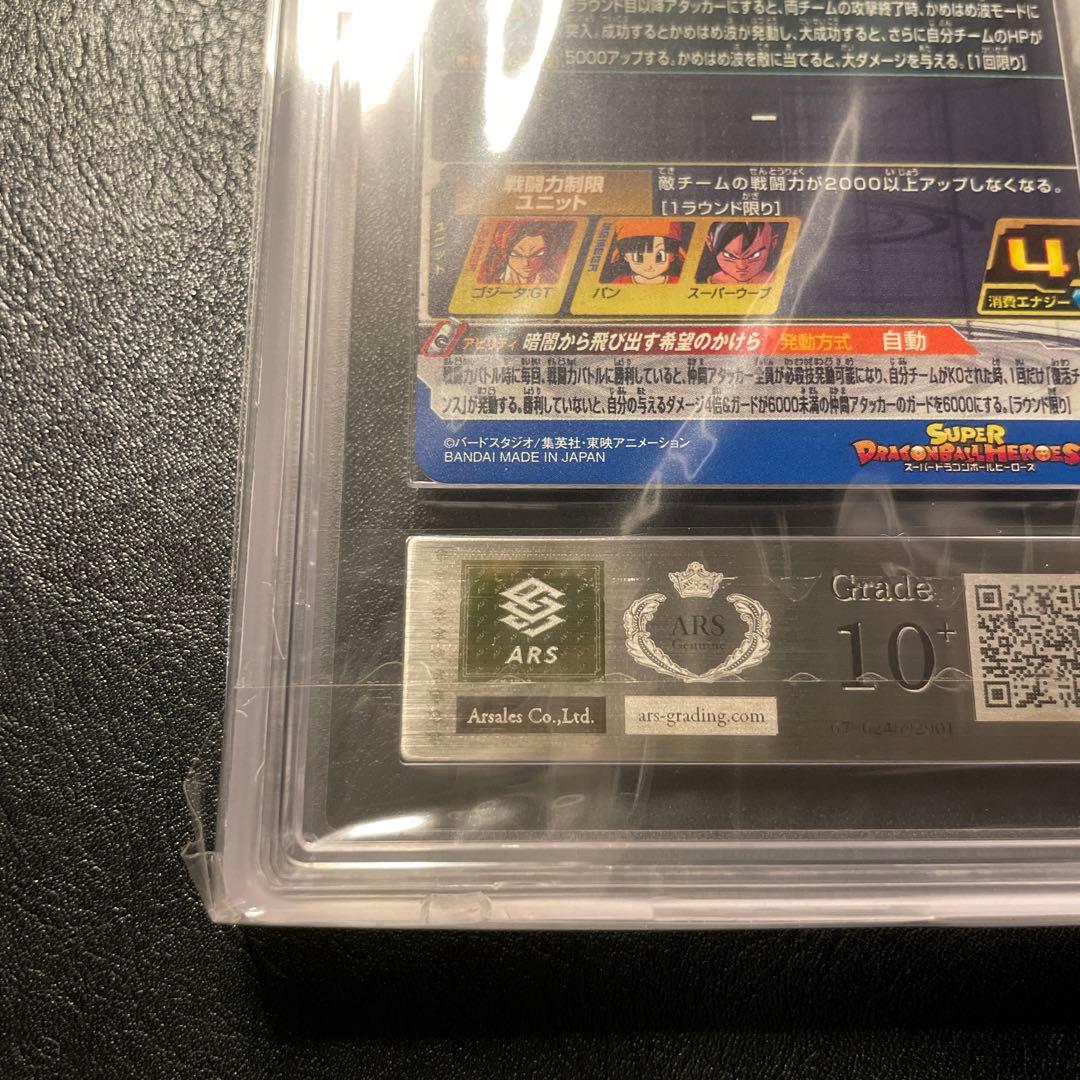 ラウンド目以降アタッカーにすると、両チームの攻撃終了時、かめはめ波モードに
突入。成功するとかめはめ波が発動し、大成功すると、さらに自分チームのHPが
5000アップする。かめはめ波を敵に当てると、大ダメージを与える。[1回限り]
ー
戦闘力制限
ユニット
敵チームの戦闘力が2000以上アップしなくなる。
[1ラウンド限り]
ユニット
ゴジータ:GT
パン
スーパーウーブ
4
消費エナジー
アビリティ 暗闇から飛び出す希望のかけら 発動方式 自動
戦闘力バトル時に毎回、戦闘力バトルに勝利していると、仲間アタッカー全員が必殺技発動可能になり、自分チームがKOされた時、1回だけ「復活チ
ンス」が発動する。勝利していないと、自分の与えるダメージ4倍&ガードが6000未満の仲間アタッカーのガードを6000にする。[ラウンド限り]
©バードスタジオ/集英社・東映アニメーション
BANDAI MADE IN JAPAN
SUPER
DRAGONBALL HEROES
スーパードラゴンボールヒーローズ
ARS
Arsales Co.,Ltd.
ARS
Genuine
ars-grading.com
Grade
10+